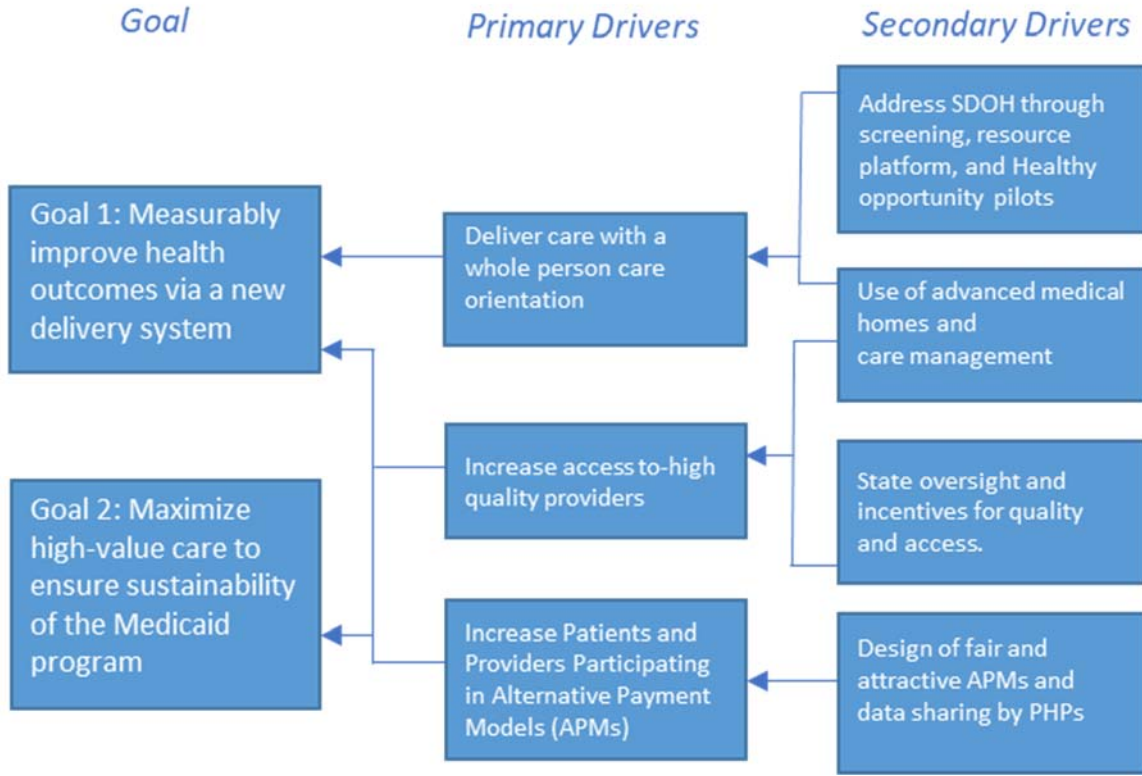 Goal
Primary Drivers
Secondary Drivers
Goal 1: Measurably
improve health
outcomes via a new
delivery system
Goal 2: Maximize
high-value care to
ensure sustainability
of the Medicaid
program
Deliver care with a
whole person care
orientation
Increase access to-high
quality providers
Increase Patients and
Providers Participating
in Alternative Payment
Models (APMs)
Address SDOH through
screening, resource
platform, and Healthy
opportunity pilots
Use of advanced medical
homes and
care management
State oversight and
incentives for quality
and access.
Design of fair and
attractive APMs and
data sharing by PHPs